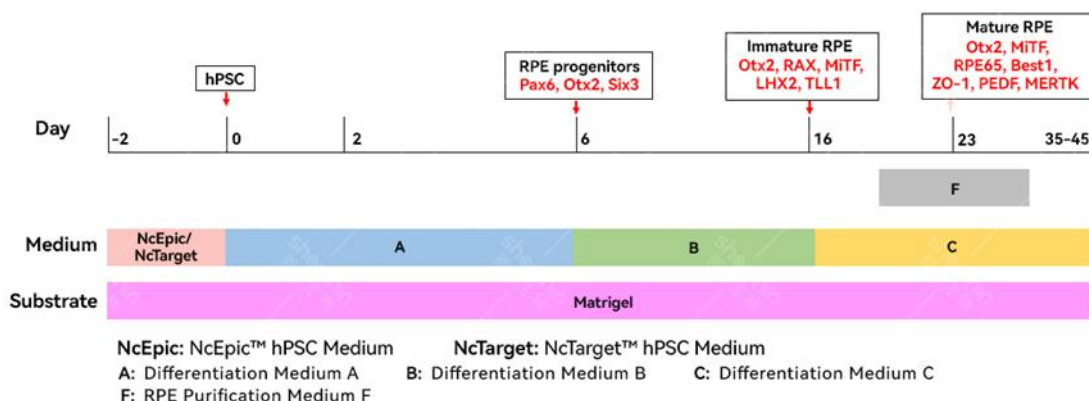 Mature RPE
Otx2, MiTF,
RPE65, Best1,
ZO-1, PEDF, MERTK
Immature RPE
Otx2, RAX, MiTF,
LHX2, TLL1
RPE progenitors
Pax6, Otx2, Six3
hPSC
Day
-2 0 2 6 16 23 35-45
F
Medium
NcEpic/
NcTarget
A B C
Substrate
Matrigel
NcEpic: NcEpic™ hPSC Medium NcTarget: NcTarget™ hPSC Medium
A: Differentiation Medium A B: Differentiation Medium B C: Differentiation Medium C
F: RPE Purification Medium F